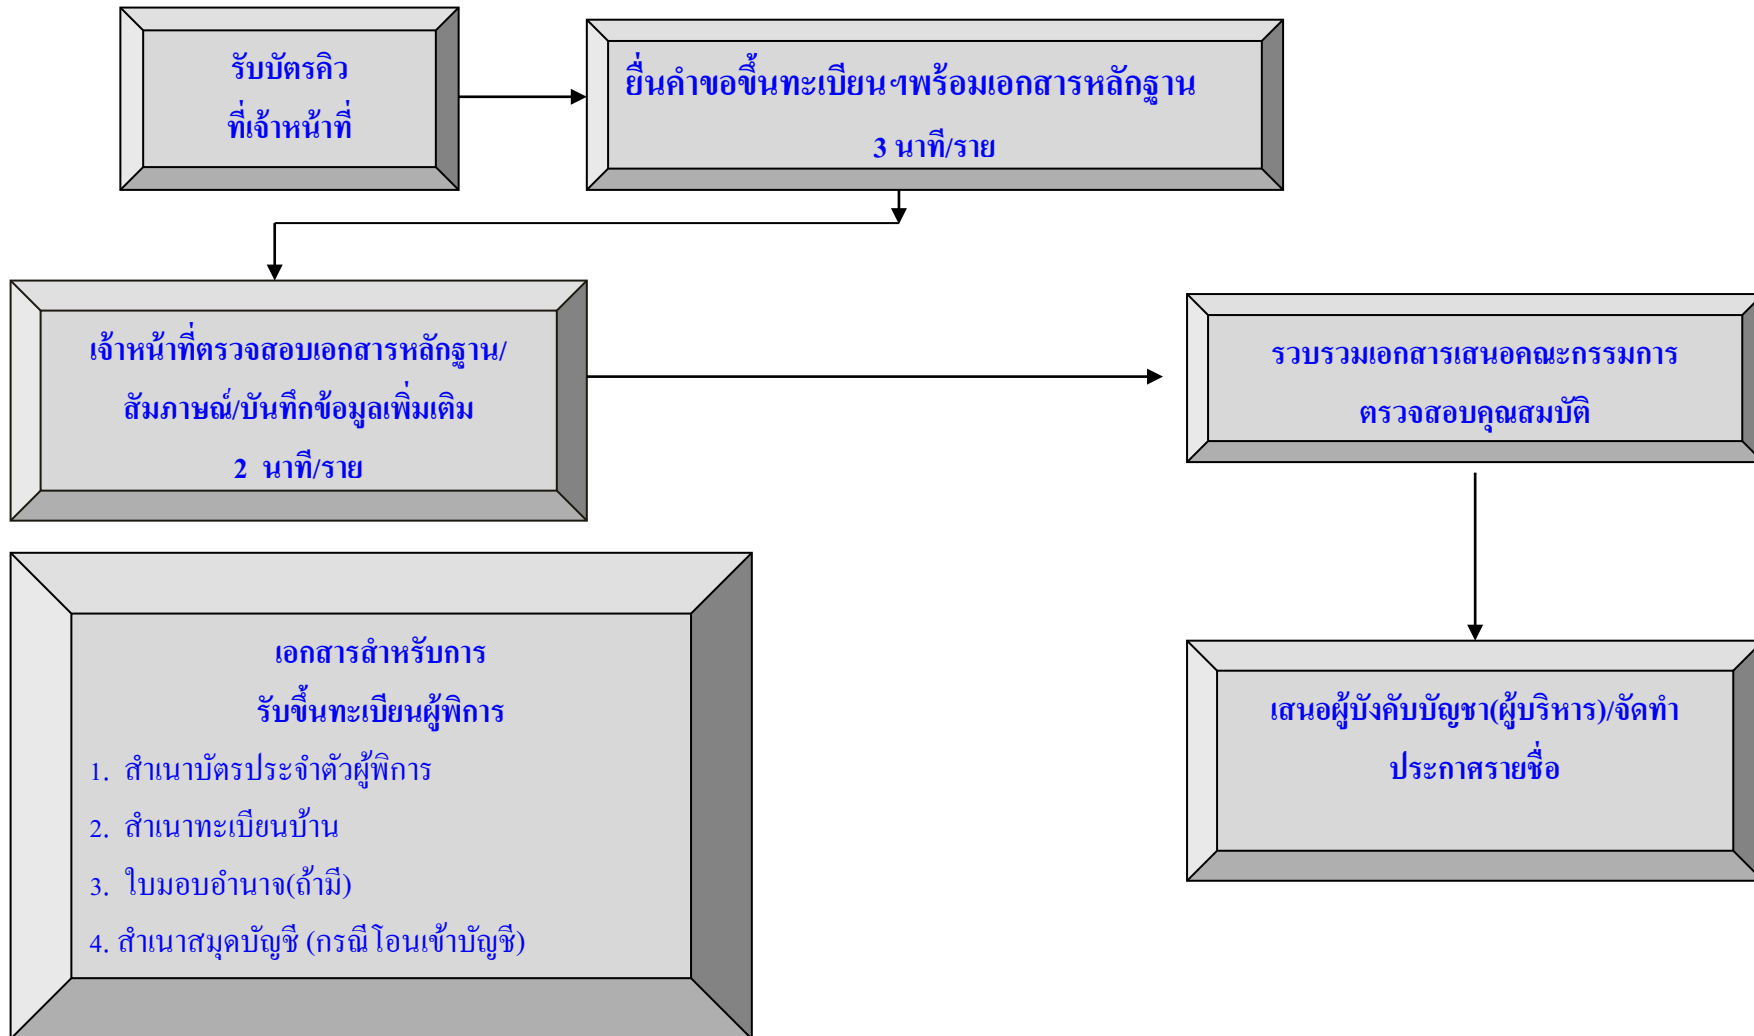 รับบัตรคิว
ที่เจ้าหน้าที่
ยื่นคำขอขึ้นทะเบียนฯพร้อมเอกสารหลักฐาน
3 นาที/ราย
เจ้าหน้าที่ตรวจสอบเอกสารหลักฐาน/
สัมภาษณ์/บันทึกข้อมูลเพิ่มเติม
2 นาที/ราย
รวบรวมเอกสารเสนอคณะกรรมการ
ตรวจสอบคุณสมบัติ
เสนอผู้บังคับบัญชา(ผู้บริหาร)/จัดทำ
ประกาศรายชื่อ
เอกสารสำหรับการ
รับขึ้นทะเบียนผู้พิการ
1. สำเนาบัตรประจำตัวผู้พิการ
2. สำเนาทะเบียนบ้าน
3. ใบมอบอำนาจ(ถ้ามี)
4. สำเนาสมุดบัญชี (กรณีโอนเข้าบัญชี)